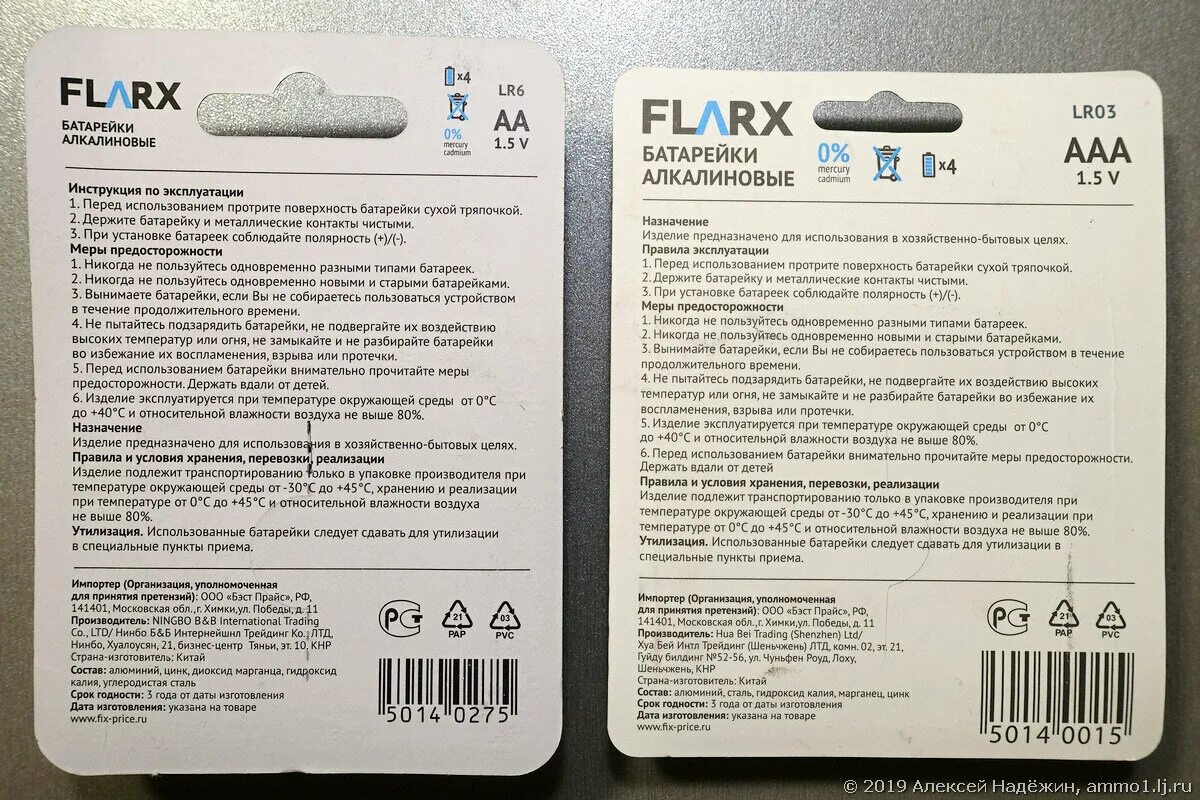 FLARX
БАТАРЕЙКИ
АЛКАЛИНОВЫЕ
x4
0%
mercury
cadmium
LR6
AA
1.5 V
Инструкция по эксплуатации
1. Перед использованием протрите поверхность батарейки сухой тряпочкой.
2. Держите батарейку и металлические контакты чистыми.
3. При установке батареек соблюдайте полярность (+)/(-).
Меры предосторожности
1. Никогда не пользуйтесь одновременно разными типами батареек.
2. Никогда не пользуйтесь одновременно новыми и старыми батарейками.
3. Вынимаете батарейки, если Вы не собираетесь пользоваться устройством
в течение продолжительного времени.
4. Не пытайтесь подзарядить батарейки, не подвергайте их воздействию
высоких температур или огня, не замыкайте и не разбирайте батарейки
во избежание их воспламенения, взрыва или протечки.
5. Перед использованием батарейки внимательно прочитайте меры
предосторожности. Держать вдали от детей.
6. Изделие эксплуатируется при температуре окружающей среды от 0°С
до +40°С и относительной влажности воздуха не выше 80%.
Назначение
Изделие предназначено для использования в хозяйственно-бытовых целях.
Правила и условия хранения, перевозки, реализации
Изделие подлежит транспортированию только в упаковке производителя при
температуре окружающей среды от -30°С до +45°С, хранению и реализации
при температуре от 0°С до +45°С и относительной влажности воздуха
не выше 80%.
Утилизация. Использованные батарейки следует сдавать для утилизации
в специальные пункты приема.
Импортер (Организация, уполномоченная
для принятия претензий): ООО «Бэст Прайс», РФ,
141401, Московская обл.,г. Химки,ул. Победы, д. 11
Производитель: NINGBO B&B International Trading
Co., LTD/ Нинбо Б&Б Интернейшнл Трейдинг Ко., ЛТД,
Нинбо, Хуалоусян, 21, бизнес-центр Тяньи, эт. 10, КНР
Страна-изготовитель: Китай
Состав: алюминий, цинк, диоксид марганца, гидроксид
калия, углеродистая сталь
Срок годности: 3 года от даты изготовления
Дата изготовления: указана на товаре
www.fix-price.ru
РСТ
21
PAP
03
PVC
5014 0275
FLARX
БАТАРЕЙКИ
АЛКАЛИНОВЫЕ
0%
mercury
cadmium
x4
LR03
AAA
1.5 V
Назначение
Изделие предназначено для использования в хозяйственно-бытовых целях.
Правила эксплуатации
1. Перед использованием протрите поверхность батарейки сухой тряпочкой.
2. Держите батарейку и металлические контакты чистыми.
3. При установке батареек соблюдайте полярность (+)/(-).
Меры предосторожности
1. Никогда не пользуйтесь одновременно разными типами батареек.
2. Никогда не пользуйтесь одновременно новыми и старыми батарейками.
3. Вынимайте батарейки, если Вы не собираетесь пользоваться устройством в течение
продолжительного времени.
4. Не пытайтесь подзарядить батарейки, не подвергайте их воздействию высоких
температур или огня, не замыкайте и не разбирайте батарейки во избежание их
воспламенения, взрыва или протечки.
5. Изделие эксплуатируется при температуре окружающей среды от 0°С
до +40°С и относительной влажности воздуха не выше 80%.
6. Перед использованием батарейки внимательно прочитайте меры предосторожности.
Держать вдали от детей
Правила и условия хранения, перевозки, реализации
Изделие подлежит транспортированию только в упаковке производителя при
температуре окружающей среды от -30°С до +45°С, хранению и реализации при
температуре от 0°С до +45°С и относительной влажности воздуха не выше 80%.
Утилизация. Использованные батарейки следует сдавать для утилизации в
специальные пункты приема.
Импортер (Организация, уполномоченная
для принятия претензий): ООО «Бэст Прайс», РФ,
141401, Московская обл.,г. Химки,ул. Победы, д. 11
Производитель: Hua Bei Trading (Shenzhen) Ltd/
Хуа Бей Интл Трейдинг (Шеньчжень) ЛТД, комн. 02, эт. 21,
Гуйду билдинг №52-56, ул. Чуньфен Роуд, Лоху,
Шеньчжень, КНР
Страна-изготовитель: Китай
Состав: алюминий, сталь, гидроксид калия, марганец, цинк
Срок годности: 3 года от даты изготовления
Дата изготовления: указана на товаре
www.fix-price.ru
РСТ
21
PAP
03
PVC
5014 0015
© 2019 Алексей Надёжин, ammo1.lj.ru